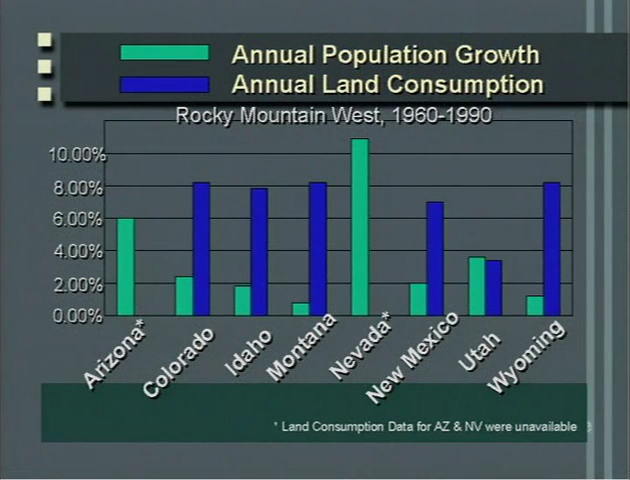 Annual Population Growth
Annual Land Consumption
Rocky Mountain West, 1960-1990
10.00%
8.00%
6.00%
4.00%
2.00%
0.00%
Arizona*
Colorado
Idaho
Montana
Nevada*
New Mexico
Utah
Wyoming
* Land Consumption Data for AZ & NV were unavailable